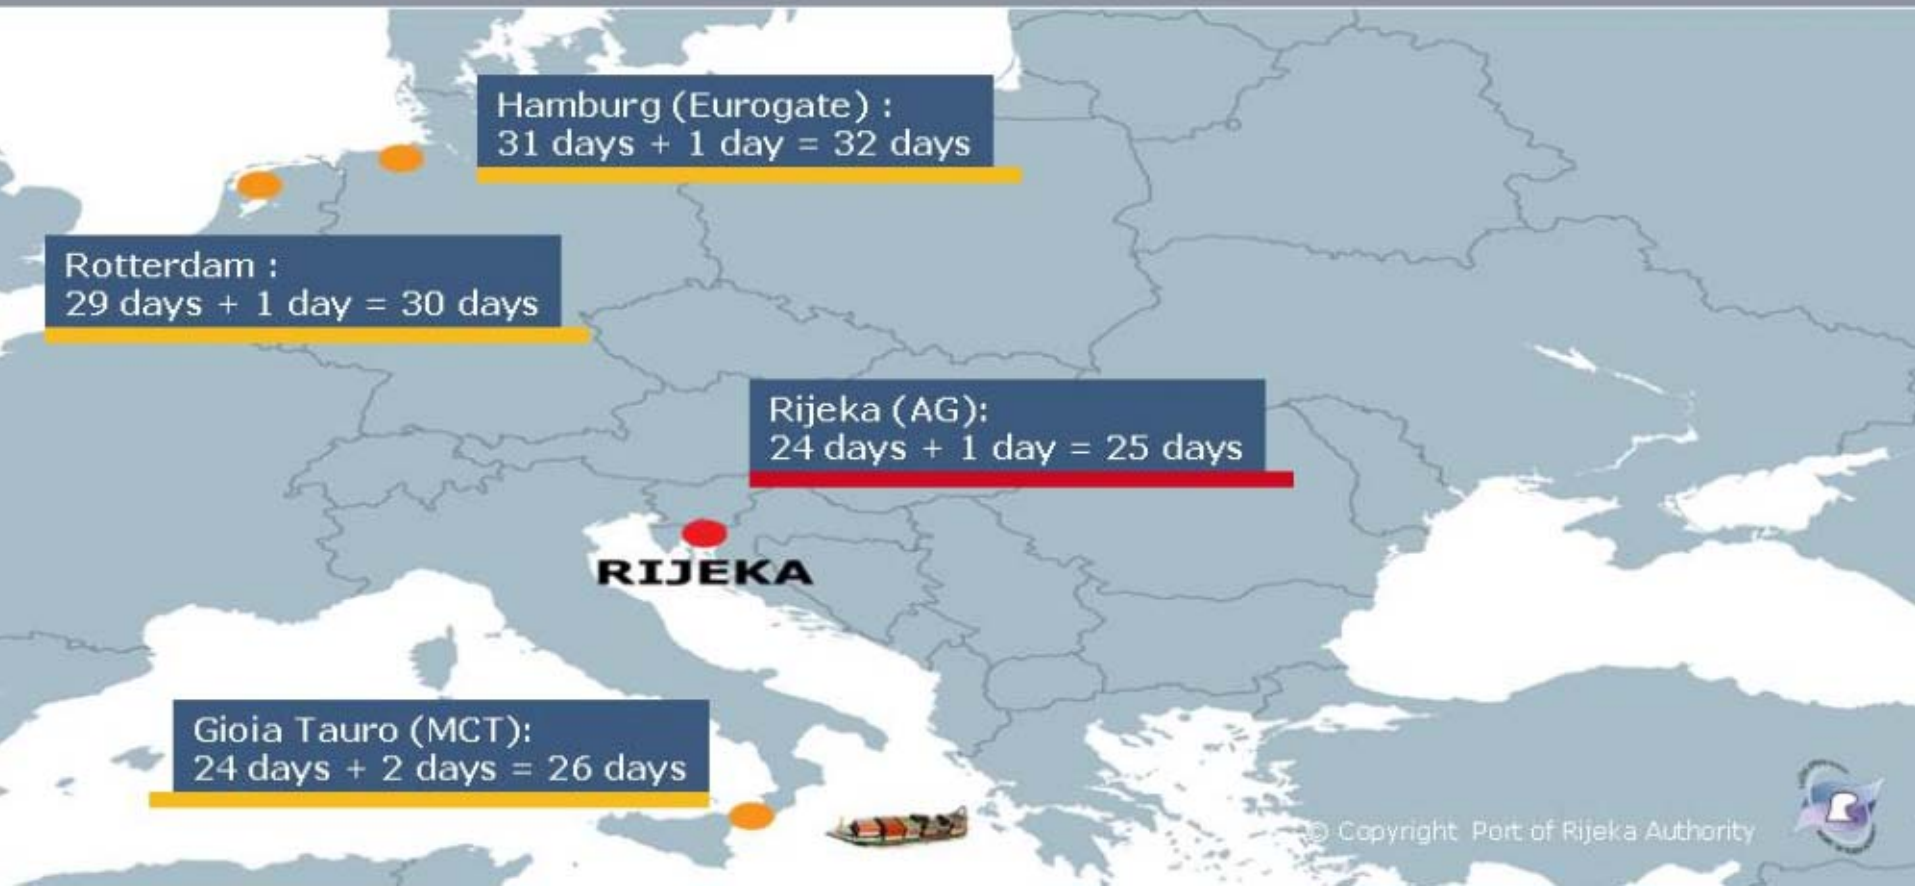 Hamburg (Eurogate) :
31 days + 1 day = 32 days
Rotterdam :
29 days + 1 day = 30 days
Rijeka (AG):
24 days + 1 day = 25 days
RIJEKA
Gioia Tauro (MCT):
24 days + 2 days = 26 days
© Copyright Port of Rijeka Authority